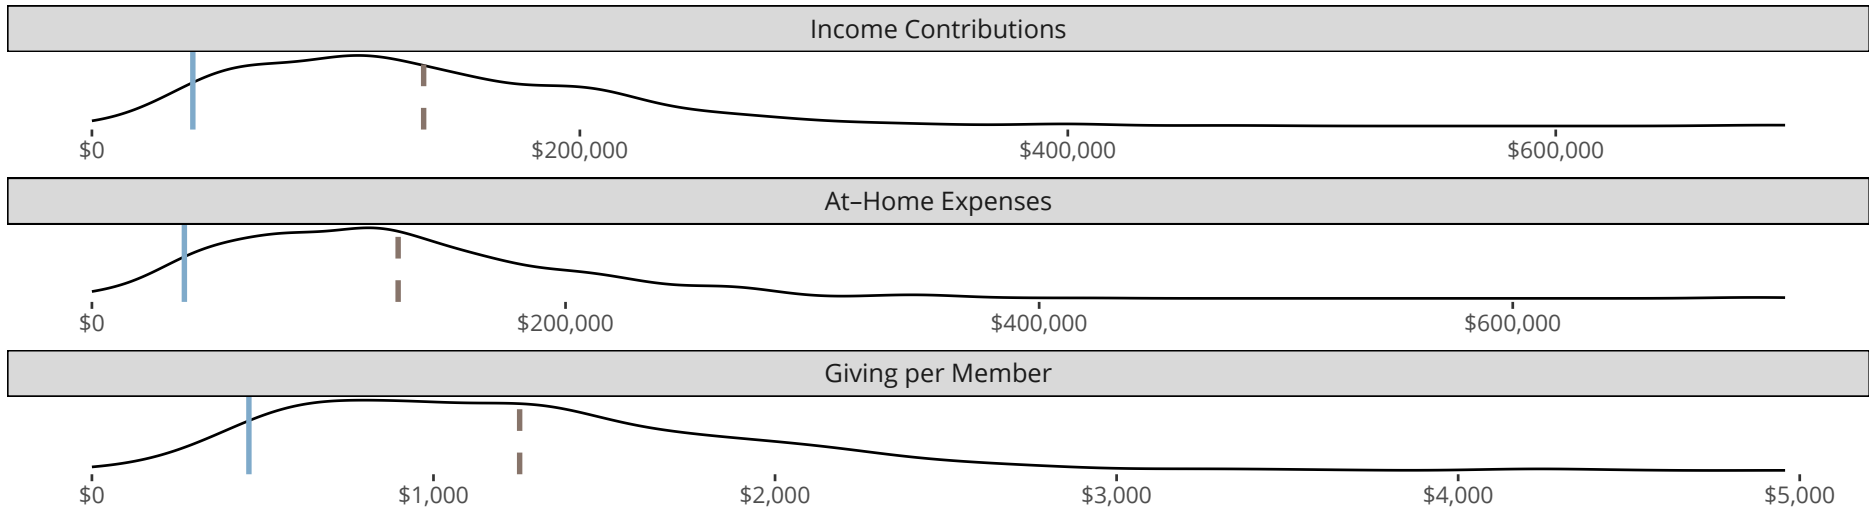 Income Contributions
$0 $200,000 $400,000 $600,000
At–Home Expenses
$0 $200,000 $400,000 $600,000
Giving per Member
$0 $1,000 $2,000 $3,000 $4,000 $5,000